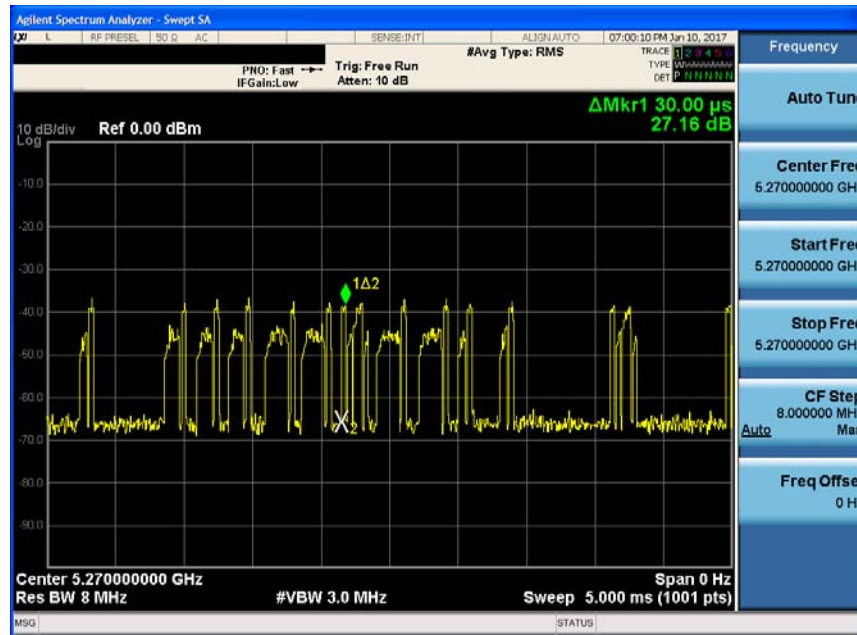 Agilent Spectrum Analyzer - Swept SA
LXI L RF PRESEL 50 Ω AC SENSE:INT ALIGN AUTO 07:00:10 PM Jan 10, 2017
#Avg Type: RMS TRACE 1 2 3 4 5 6
PNO: Fast Trig: Free Run TYPE W
IFGain:Low Atten: 10 dB DET P N N N N N
ΔMkr1 30.00 µs
27.16 dB
10 dB/div Ref 0.00 dBm
Log
-10.0
-20.0
-30.0
1Δ2
-40.0
-50.0
-60.0
2
-70.0
-80.0
-90.0
Center 5.270000000 GHz Span 0 Hz
Res BW 8 MHz #VBW 3.0 MHz Sweep 5.000 ms (1001 pts)
MSG STATUS
Frequency
Auto Tun
Center Fre
5.270000000 GH
Start Fre
5.270000000 GH
Stop Fre
5.270000000 GH
CF Step
8.000000 MH
Auto Ma
Freq Offse
0 H